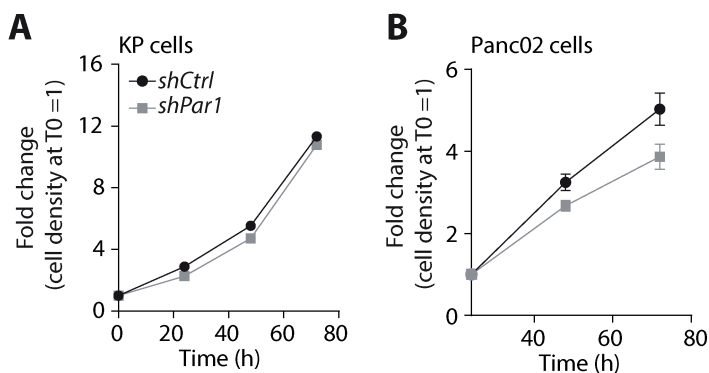 A
KP cells
Fold change
(cell density at T0 =1)
16
12
8
4
0
shCtrl
shPar1
0 20 40 60 80
Time (h)
B
Panc02 cells
Fold change
(cell density at T0 =1)
6
4
2
0
40 60 80
Time (h)